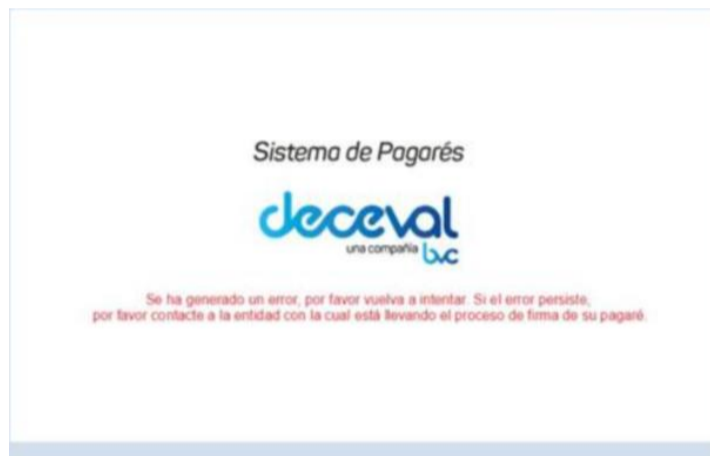 Sistema de Pagarés
deceval
una compañía bvc
Se ha generado un error, por favor vuelva a intentar. Si el error persiste,
por favor contacte a la entidad con la cual está llevando el proceso de firma de su pagaré.